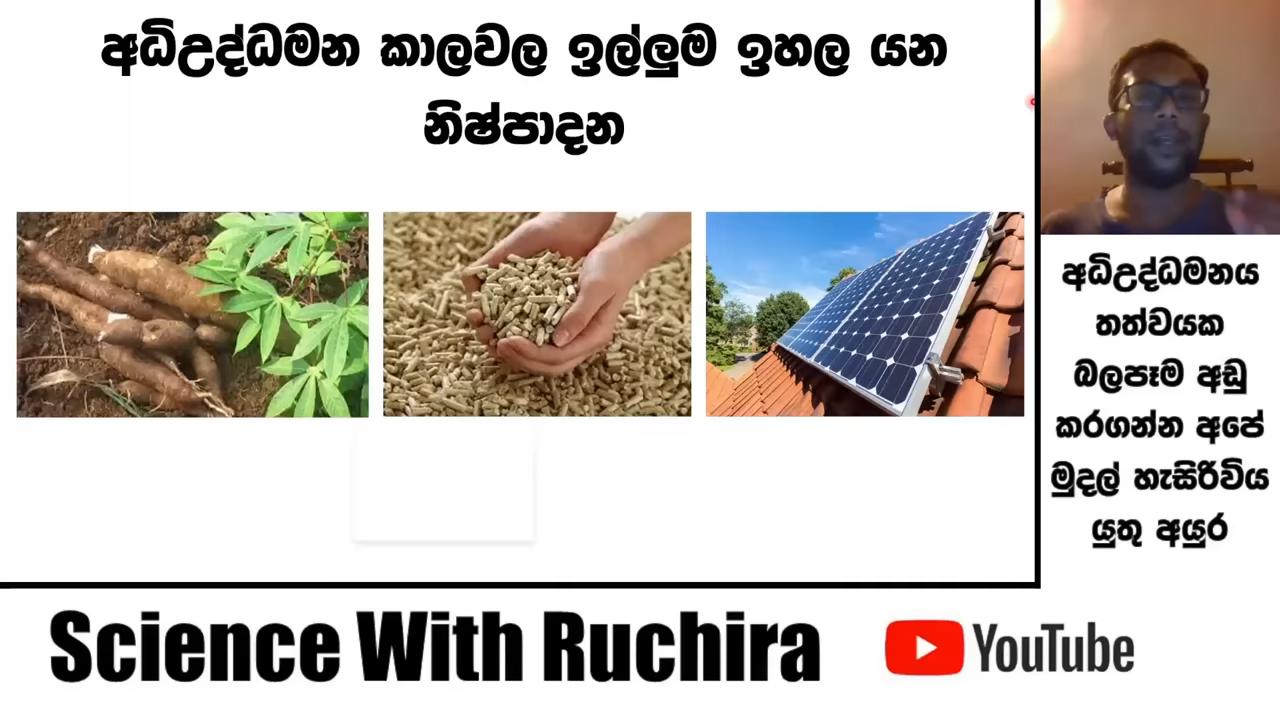 අධිඋද්ධමන කාලවල ඉල්ලුම ඉහල යන
නිෂ්පාදන
අධිඋද්ධමනය
තත්වයක
බලපෑම අඩු
කරගන්න අපේ
මුදල් හැසිරිවිය
යුතු අයුර
Science With Ruchira
YouTube